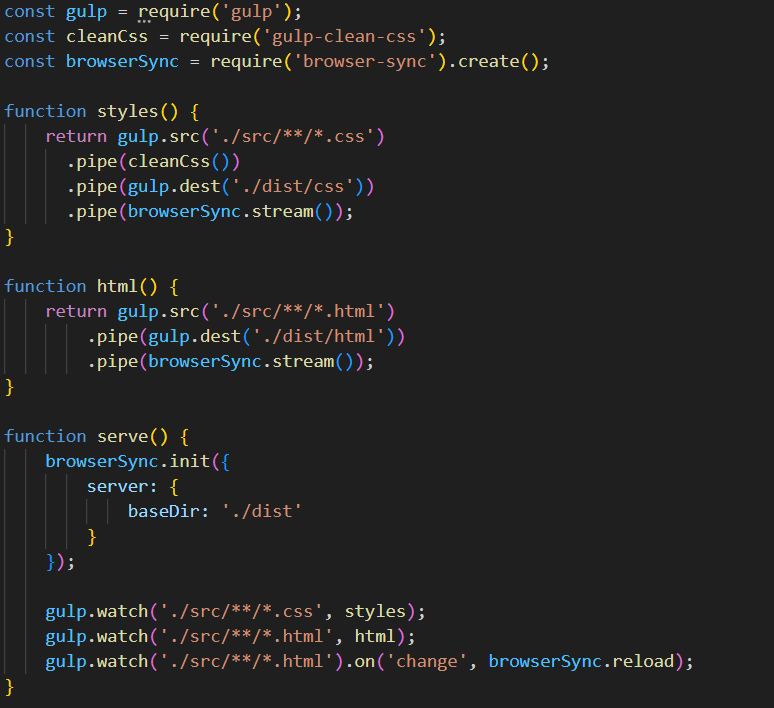 const gulp = require('gulp');
const cleanCss = require('gulp-clean-css');
const browserSync = require('browser-sync').create();

function styles() {
    return gulp.src('./src/**/*.css')
      .pipe(cleanCss())
      .pipe(gulp.dest('./dist/css'))
      .pipe(browserSync.stream());
}

function html() {
    return gulp.src('./src/**/*.html')
        .pipe(gulp.dest('./dist/html'))
        .pipe(browserSync.stream());
}

function serve() {
    browserSync.init({
        server: {
            baseDir: './dist'
        }
    });

    gulp.watch('./src/**/*.css', styles);
    gulp.watch('./src/**/*.html', html);
    gulp.watch('./src/**/*.html').on('change', browserSync.reload);
}